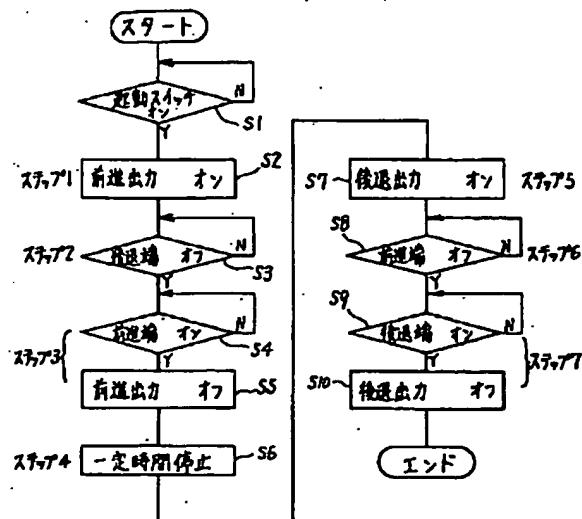 スタート
起動スイッチ
オン
N
S1
Y
ステップ1
前進出力 オン
S2
ステップ2
後退端 オフ
N
S3
Y
ステップ3
前進端 オン
N
S4
Y
前進出力 オフ
S5
ステップ4
一定時間停止
S6
S7
後退出力 オン
ステップ5
S8
前進端 オフ
N
ステップ6
Y
S9
後退端 オン
N
Y
ステップ7
S10
後退出力 オフ
エンド